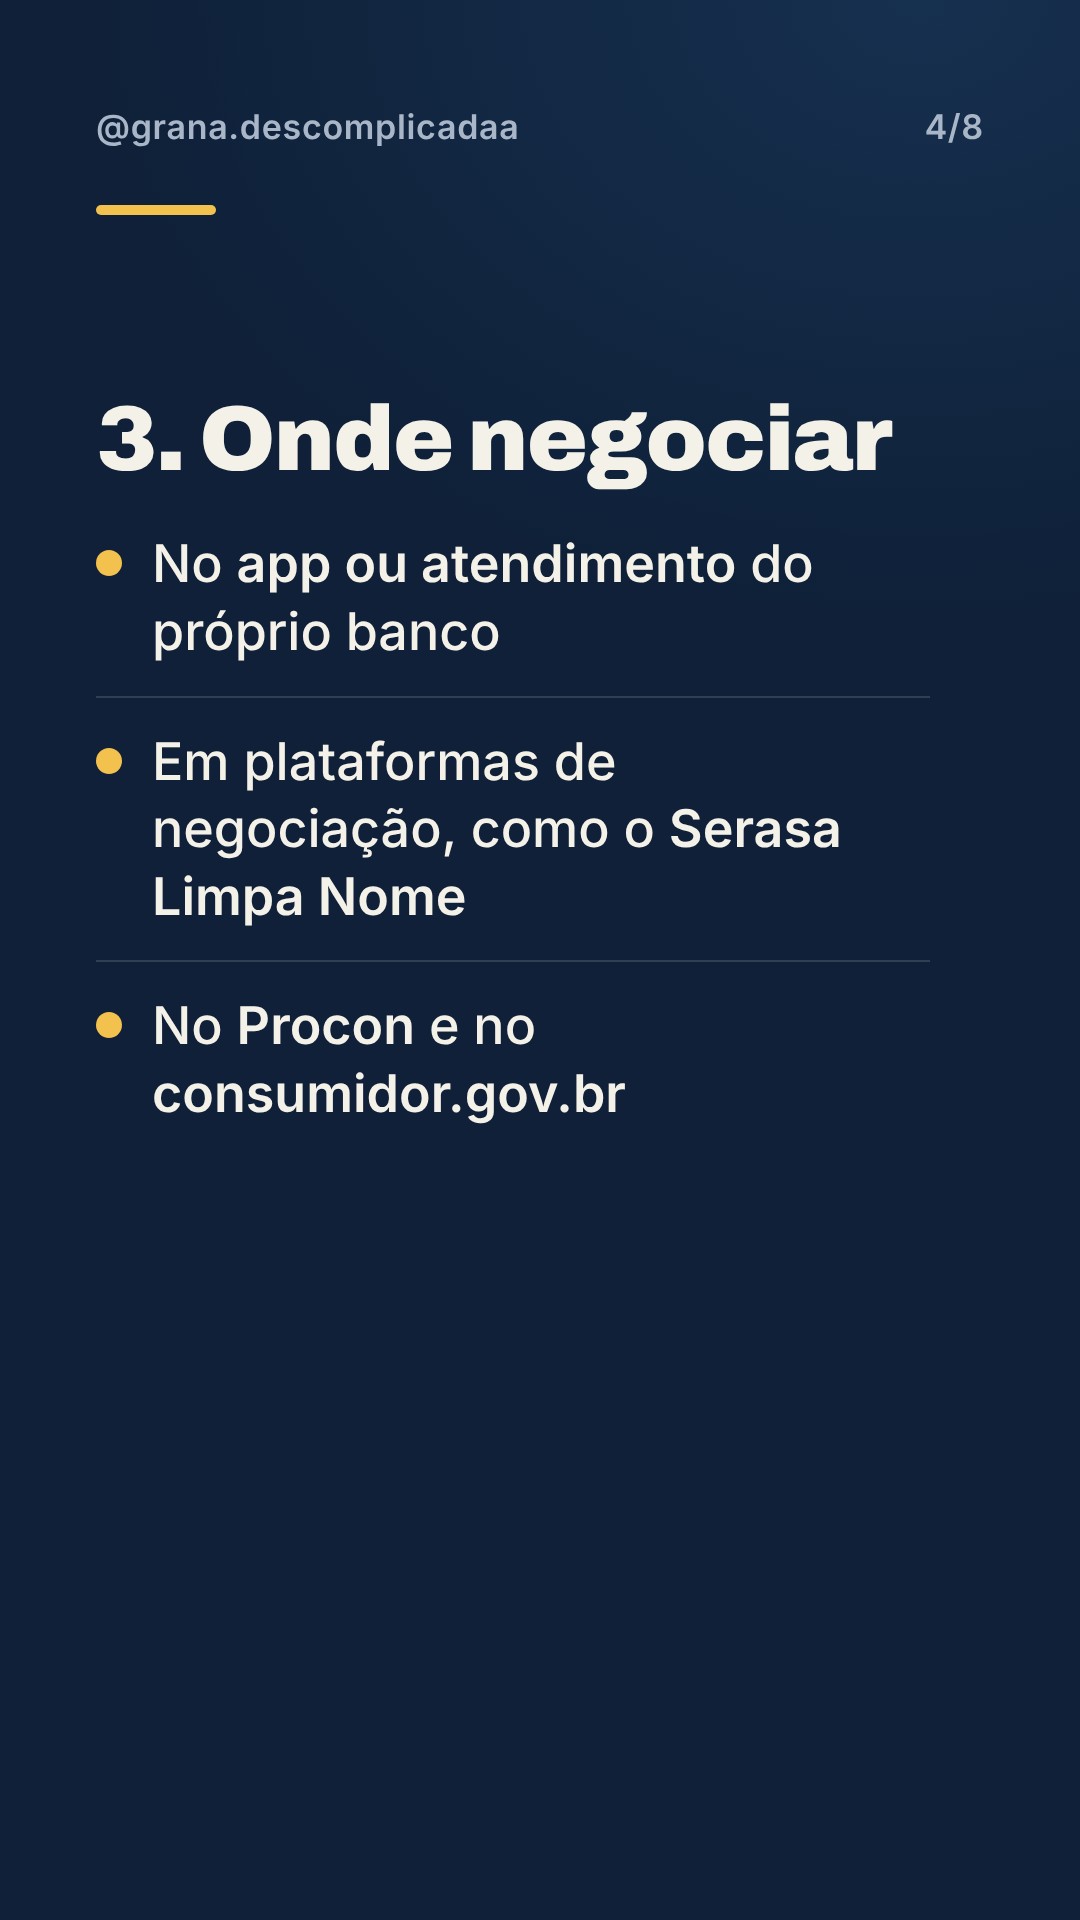 @grana.descomplicadaa
4/8
3. Onde negociar
No app ou atendimento do
próprio banco
Em plataformas de
negociação, como o Serasa
Limpa Nome
No Procon e no
consumidor.gov.br